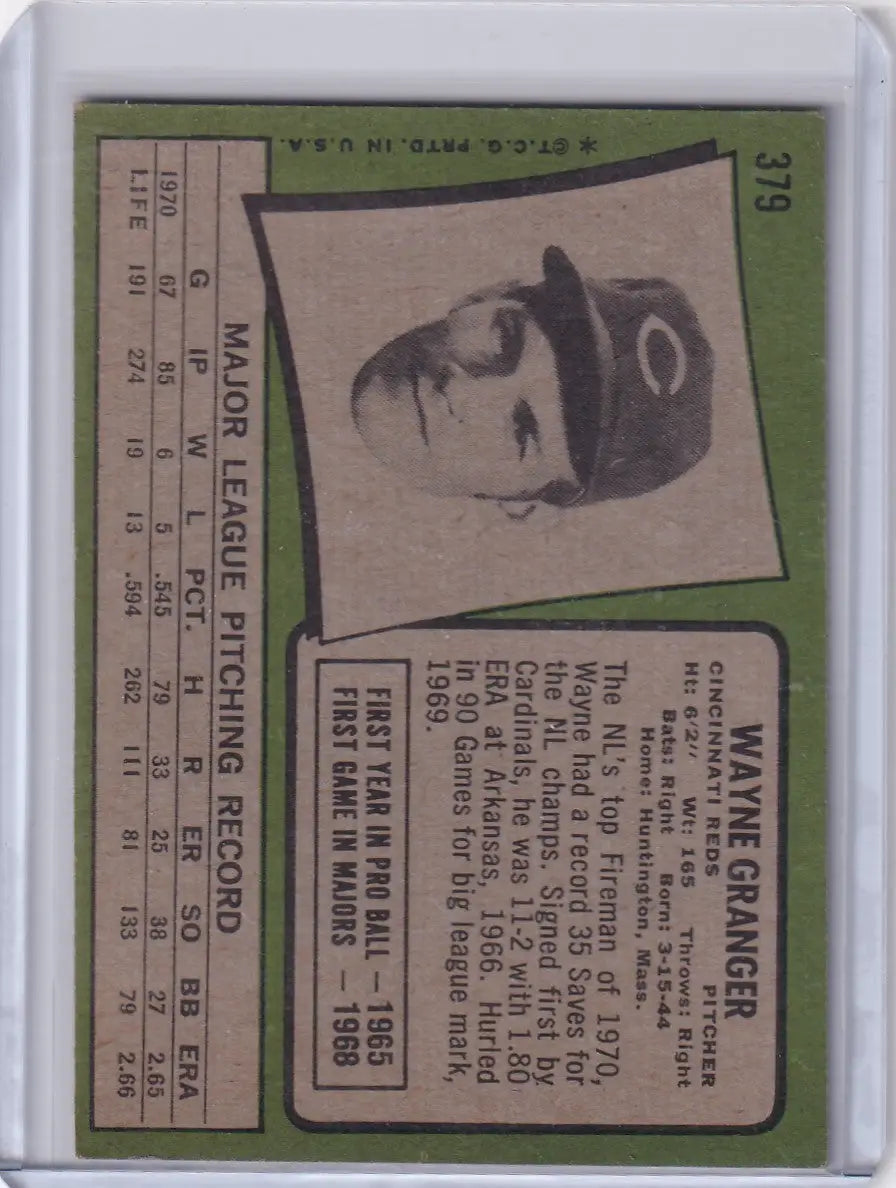 379
* © T.C.G. PRTD. IN U.S.A.
C
WAYNE GRANGER
CINCINNATI REDS PITCHER
Ht: 6/2" Wt: 165 Throws: Right
Bats: Right Born: 3-15-44
Home: Huntington, Mass.
The NL's top Fireman of 1970,
Wayne had a record 35 Saves for
the NL champs. Signed first by
Cardinals, he was 11-2 with 1.80
ERA at Arkansas, 1966. Hurled
in 90 Games for big league mark,
1969.
FIRST YEAR IN PRO BALL — 1965
FIRST GAME IN MAJORS — 1968
MAJOR LEAGUE PITCHING RECORD
G IP W L PCT. H R ER SO BB ERA
1970 67 85 6 5 .545 79 33 25 38 27 2.65
LIFE 191 274 19 13 .594 262 111 81 133 79 2.66